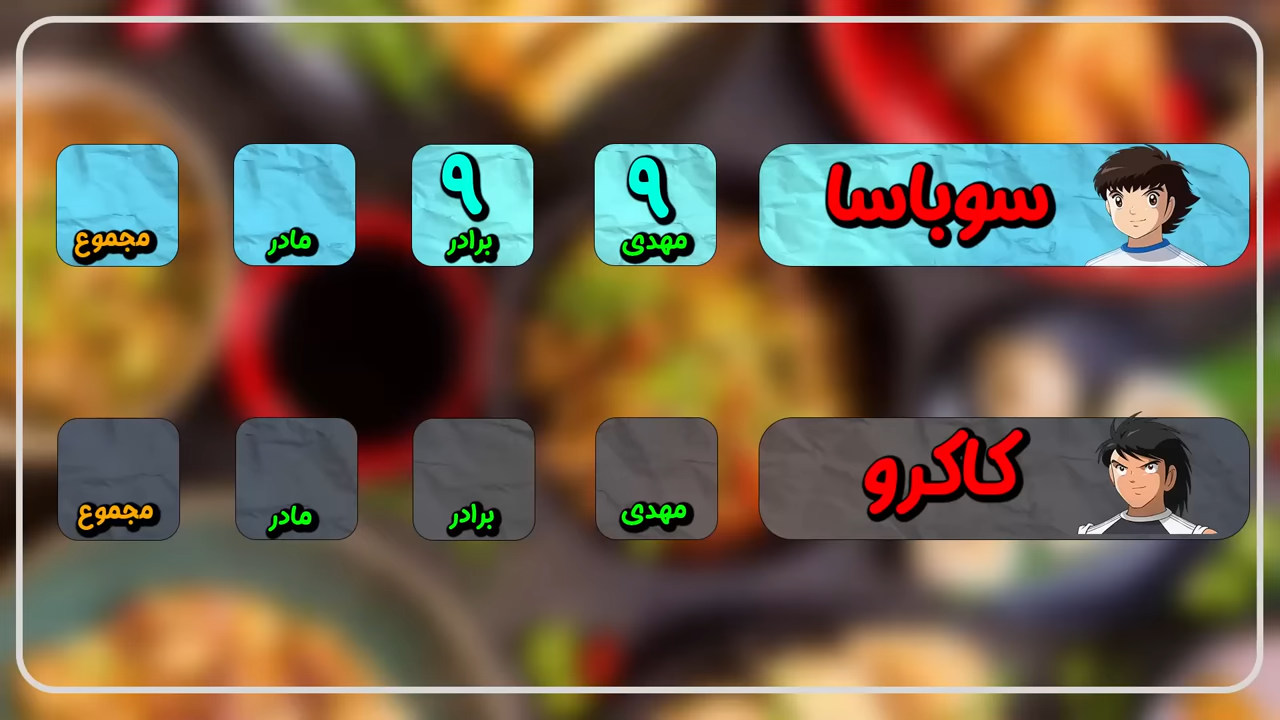 سوباسا
۹ ۹
مهدی برادر مادر مجموع
کاکرو
مهدی برادر مادر مجموع